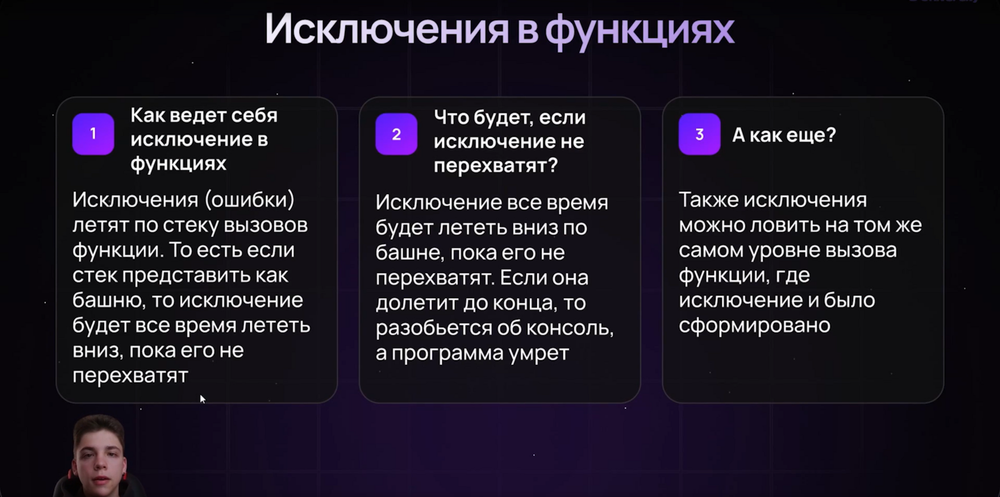 Исключения в функциях
1
Как ведет себя
исключение в
функциях
Исключения (ошибки)
летят по стеку вызовов
функции. То есть если
стек представить как
башню, то исключение
будет все время лететь
вниз, пока его не
перехватят
2
Что будет, если
исключение не
перехватят?
Исключение все время
будет лететь вниз по
башне, пока его не
перехватят. Если она
долетит до конца, то
разобьется об консоль,
а программа умрет
3
А как еще?
Также исключения
можно ловить на том же
самом уровне вызова
функции, где
исключение и было
сформировано